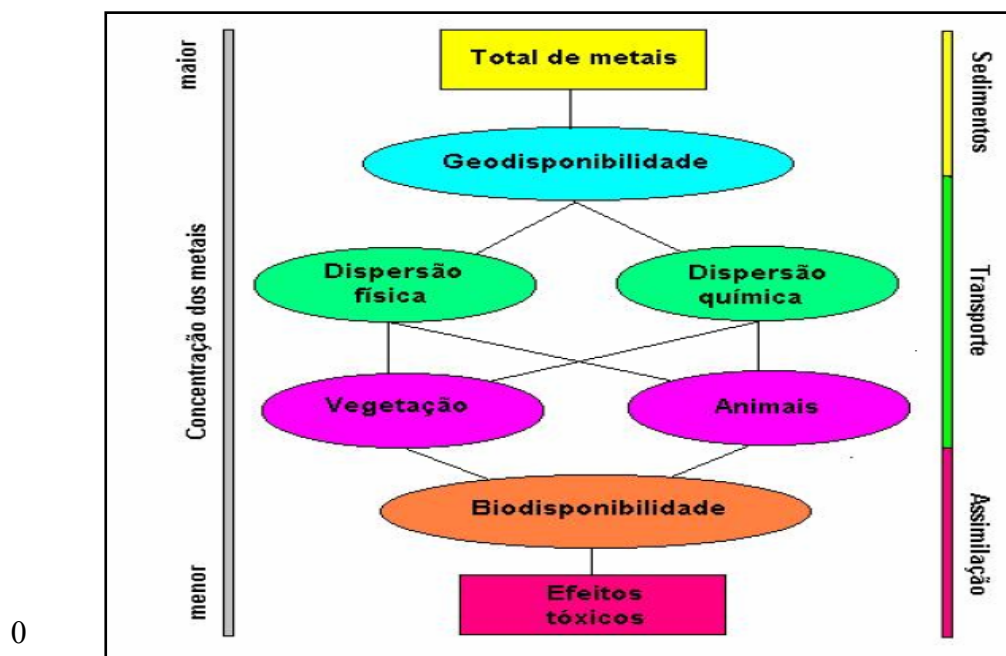 maior
Total de metais
Sedimentos
Geodisponibilidade
Concentração dos metais
Dispersão
física
Dispersão
química
Transporte
Vegetação
Animais
Biodisponibilidade
Assimilação
menor
Efeitos
tóxicos
0